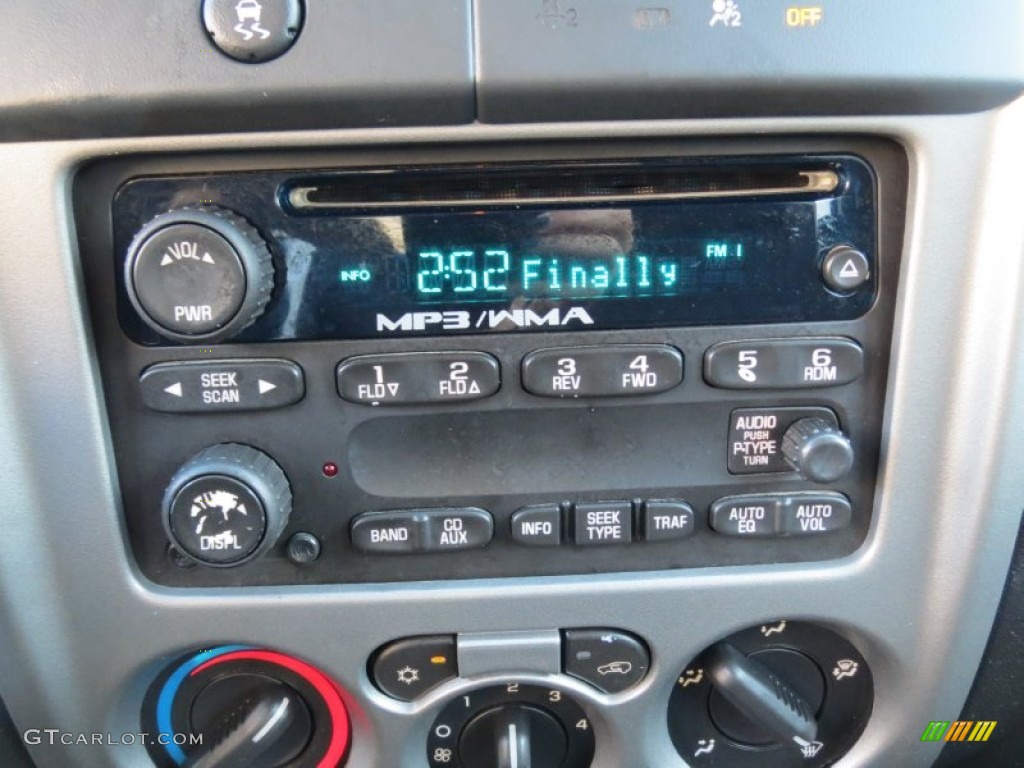 2 OFF
INFO 2:52 Finally FM 1
VOL
PWR
MP3/WMA
SEEK
SCAN
1 FLD
2 FLD
3 REV
4 FWD
5
6 RDM
AUDIO
PUSH
P-TYPE
TURN
DISPL
BAND
CD
AUX
INFO
SEEK
TYPE
TRAF
AUTO
EQ
AUTO
VOL
0 1 2 3 4
GTCARLOT.COM